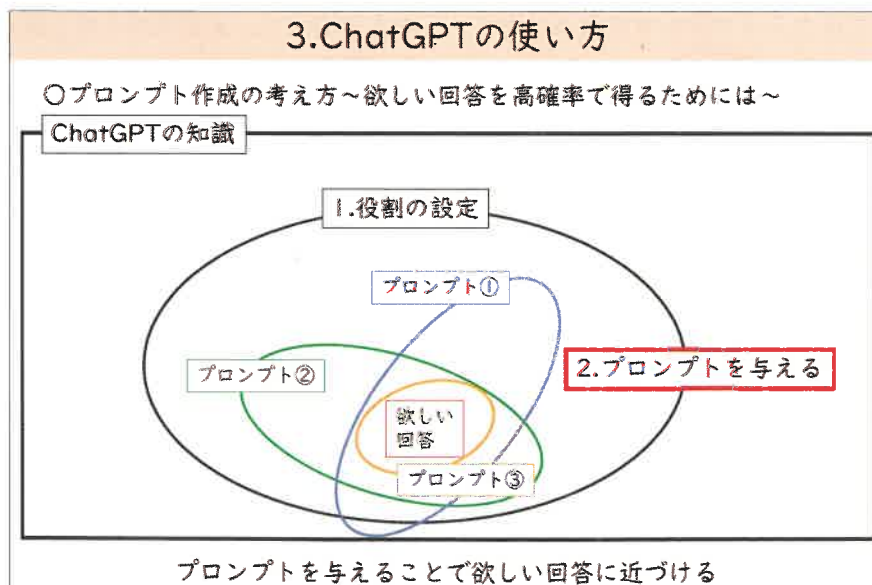 3.ChatGPTの使い方
○プロンプト作成の考え方~欲しい回答を高確率で得るためには~
ChatGPTの知識
1.役割の設定
プロンプト①
プロンプト②
2.プロンプトを与える
欲しい
回答
プロンプト③
プロンプトを与えることで欲しい回答に近づける